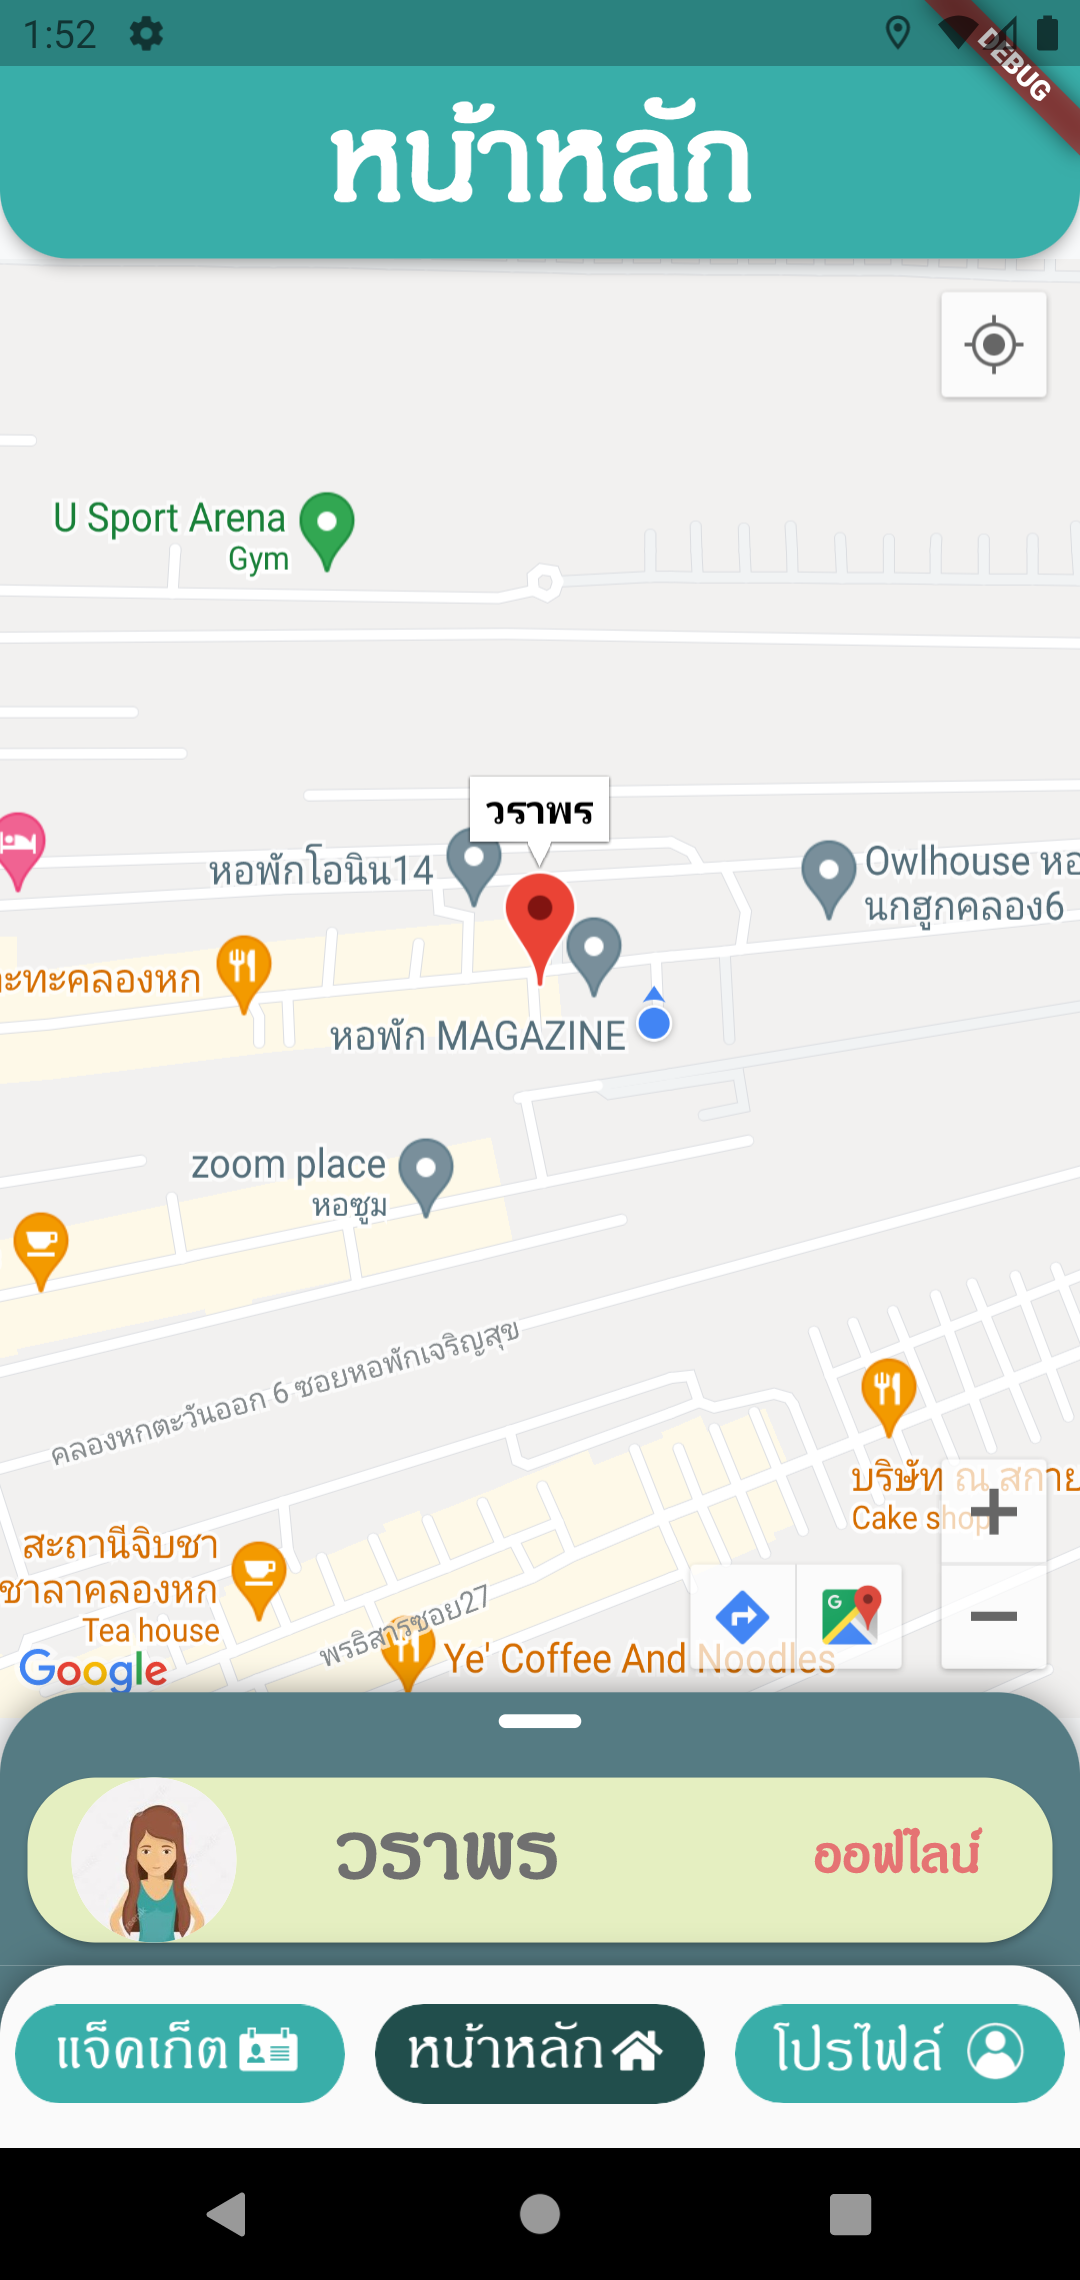 1:52
DEBUG
หน้าหลัก
U Sport Arena
Gym
วราพร
หอพักโอนิน14
Owlhouse
นกฮูกคลอง6
คลองหก
หอพัก MAGAZINE
zoom place
หอซูม
คลองหกตะวันออก 6 ซอยหอพักเจริญสุข
บริษัท ณ สกาย
Cake shop
สะถานีจิบชา
ชาลาคลองหก
Tea house
พรธิสารซอย27
Ye' Coffee And Noodles
Google
วราพร
ออฟไลน์
แจ็คเก็ต
หน้าหลัก
โปรไฟล์